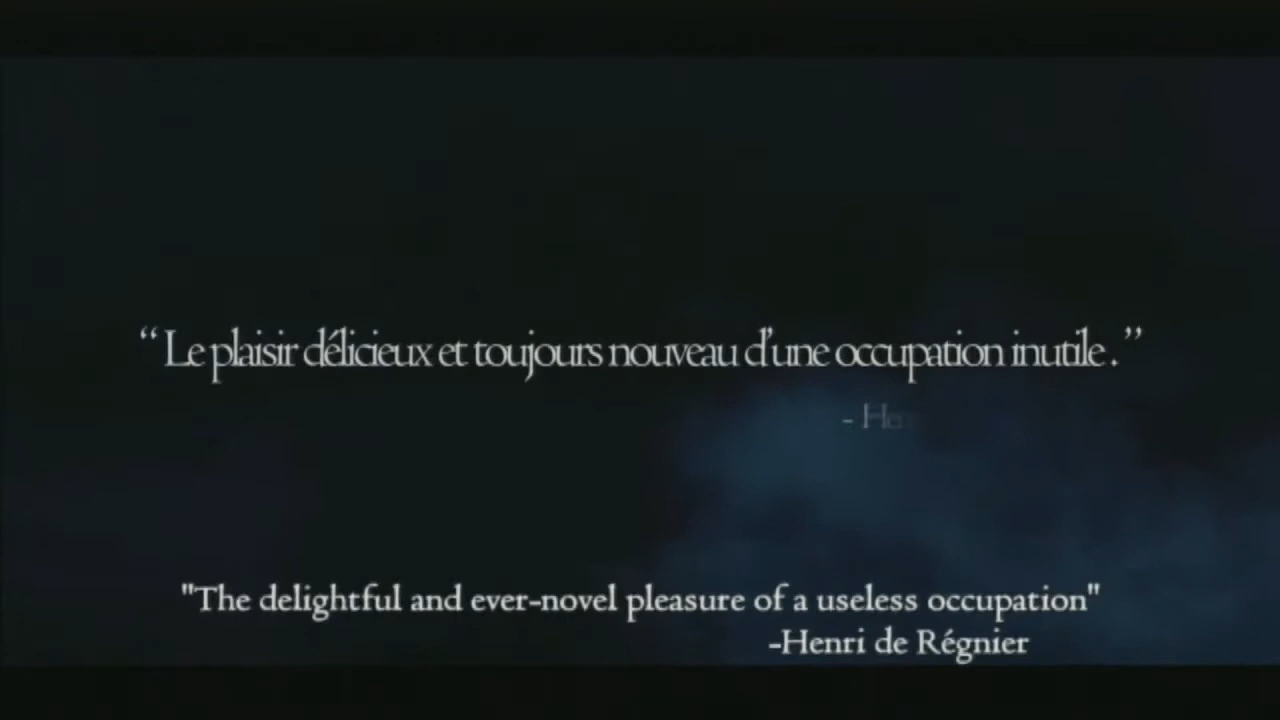 “ Le plaisir délicieux et toujours nouveau d’une occupation inutile . ”
- Hen
"The delightful and ever-novel pleasure of a useless occupation"
-Henri de Régnier